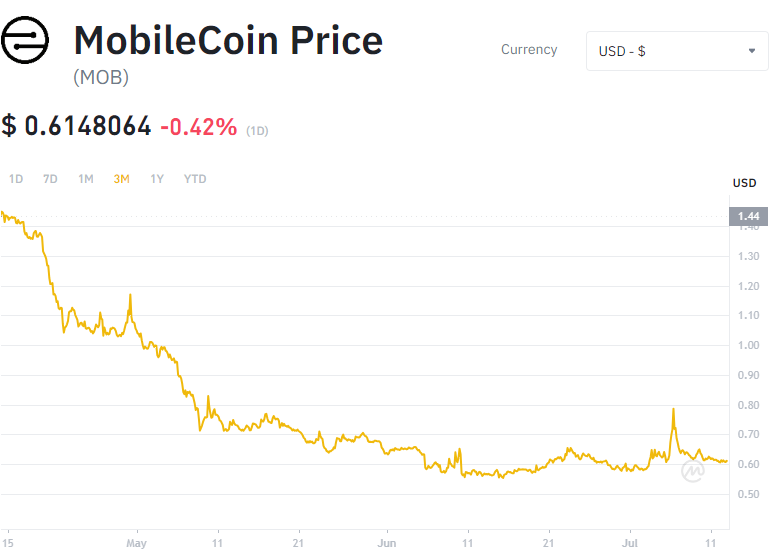 MobileCoin Price
(MOB)
Currency
USD - $
$ 0.6148064 -0.42% (1D)
1D 7D 1M 3M 1Y YTD
USD
1.44
1.40
1.30
1.20
1.10
1.00
0.90
0.80
0.70
0.60
0.50
15 May 11 21 Jun 11 21 Jul 11